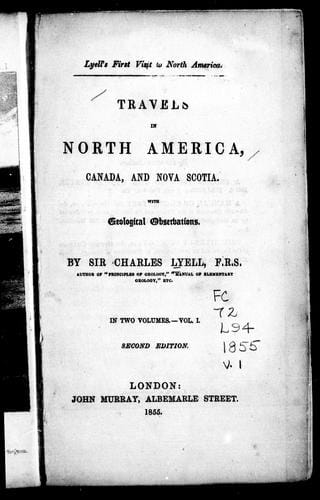 Lyell's First Visit to North America.
TRAVELS
IN
NORTH AMERICA,
CANADA, AND NOVA SCOTIA.
WITH
Geological Observations.
BY SIR CHARLES LYELL, F.R.S.
AUTHOR OF "PRINCIPLES OF GEOLOGY," "MANUAL OF ELEMENTARY
GEOLOGY," ETC.
IN TWO VOLUMES.—VOL. I.
SECOND EDITION.
FC
72
L94
1855
V. 1
LONDON:
JOHN MURRAY, ALBEMARLE STREET.
1855.